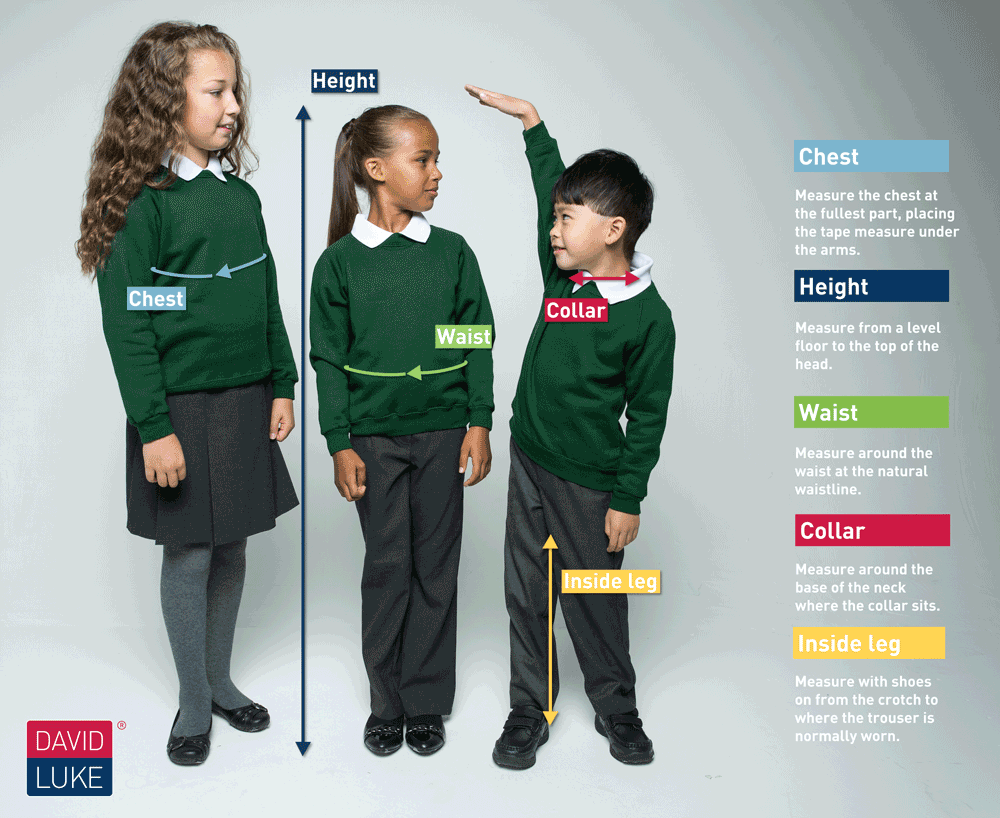 Height
Chest
Waist
Collar
Inside leg
DAVID
LUKE
®
Chest
Measure the chest at
the fullest part, placing
the tape measure under
the arms.
Height
Measure from a level
floor to the top of the
head.
Waist
Measure around the
waist at the natural
waistline.
Collar
Measure around the
base of the neck
where the collar sits.
Inside leg
Measure with shoes
on from the crotch to
where the trouser is
normally worn.